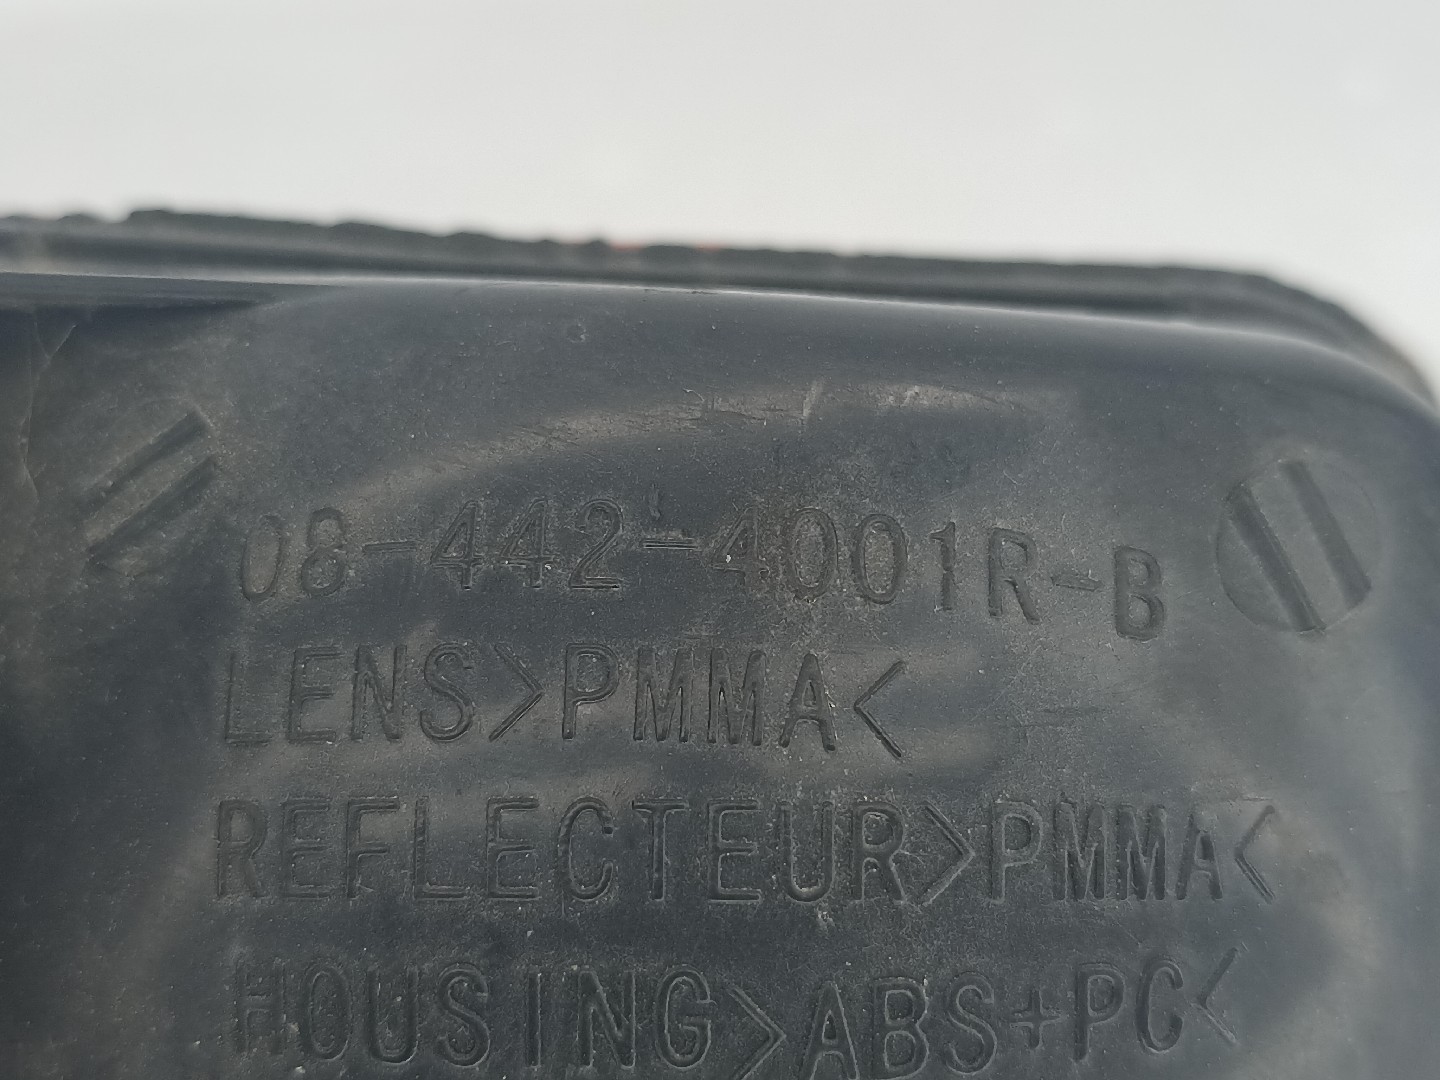 08-442-4001R-B
LENS>PMMA<
REFLECTEUR>PMMA<
HOUSING>ABS+PC<